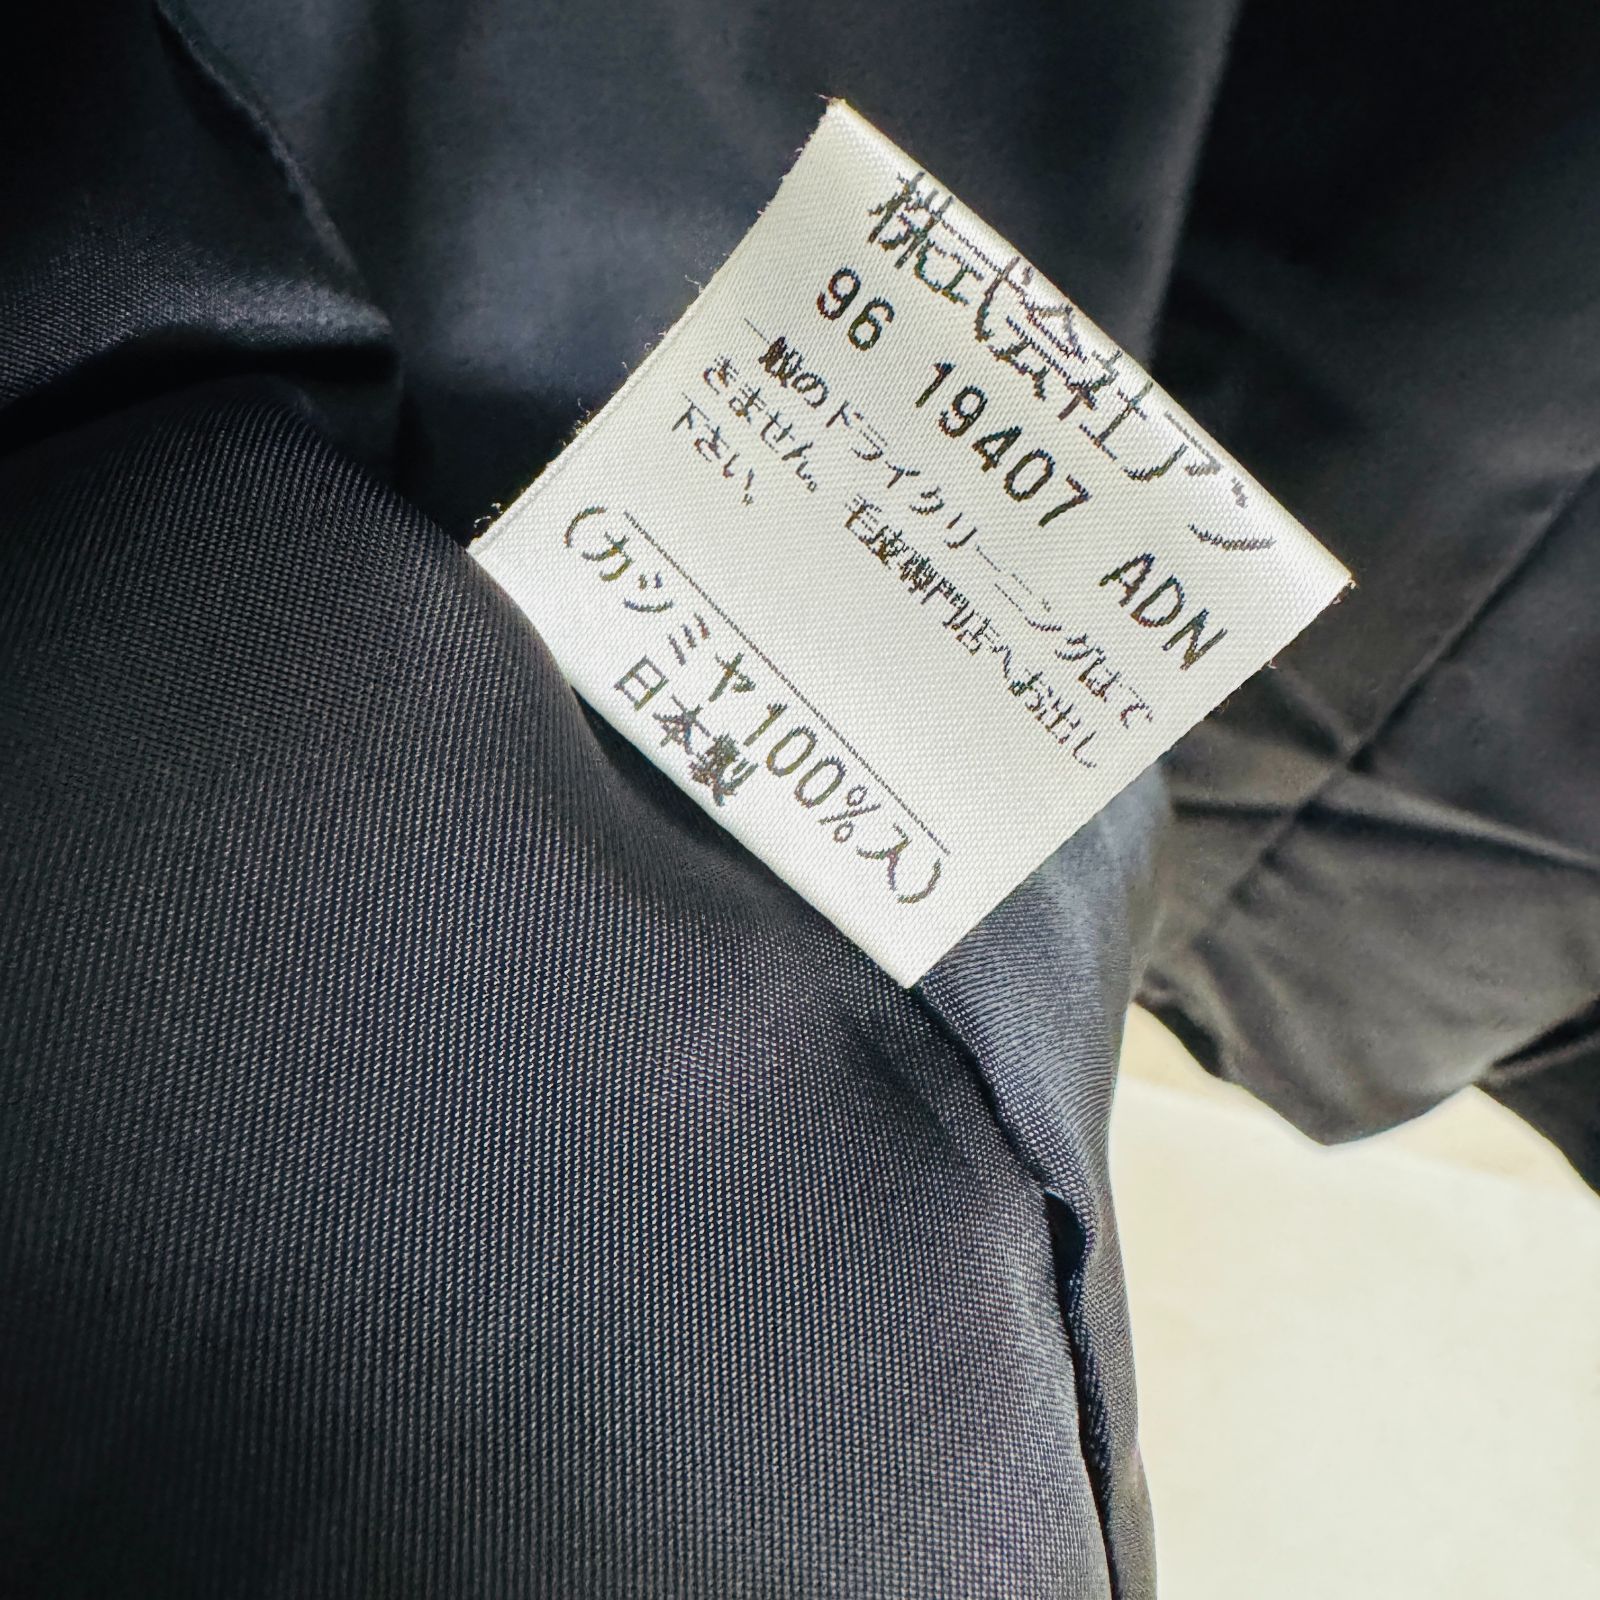 株式会社アン
96 19407 ADN
一般のドライクリーニングはで
きません。毛皮専門店へお出し
下さい。
(カシミヤ100%入)
日本製